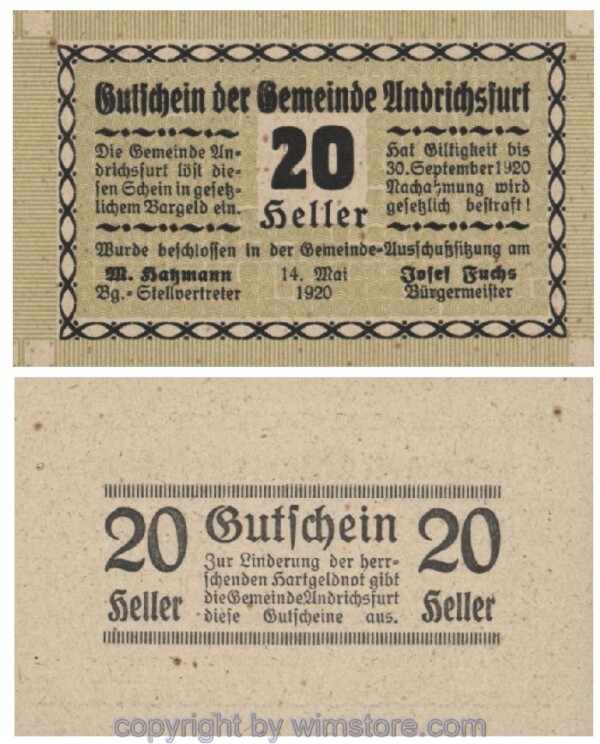 Gutschein der Gemeinde Andrichsfurt
Die Gemeinde An-
drichsfurt löst die-
sen Schein in gesetz-
lichem Bargeld ein.
20
Heller
Hat Giltigkeit bis
30. September 1920
Nachahmung wird
gesetzlich bestraft!
Wurde beschlossen in der Gemeinde-Ausschußsitzung am
M. Hatzmann
Bg.-Stellvertreter
14. Mai
1920
Josef Fuchs
Bürgermeister
20
Heller
Gutschein
Zur Linderung der herr-
schenden Hartgeldnot gibt
die Gemeinde Andrichsfurt
diese Gutscheine aus.
20
Heller
copyright by wimstore.com